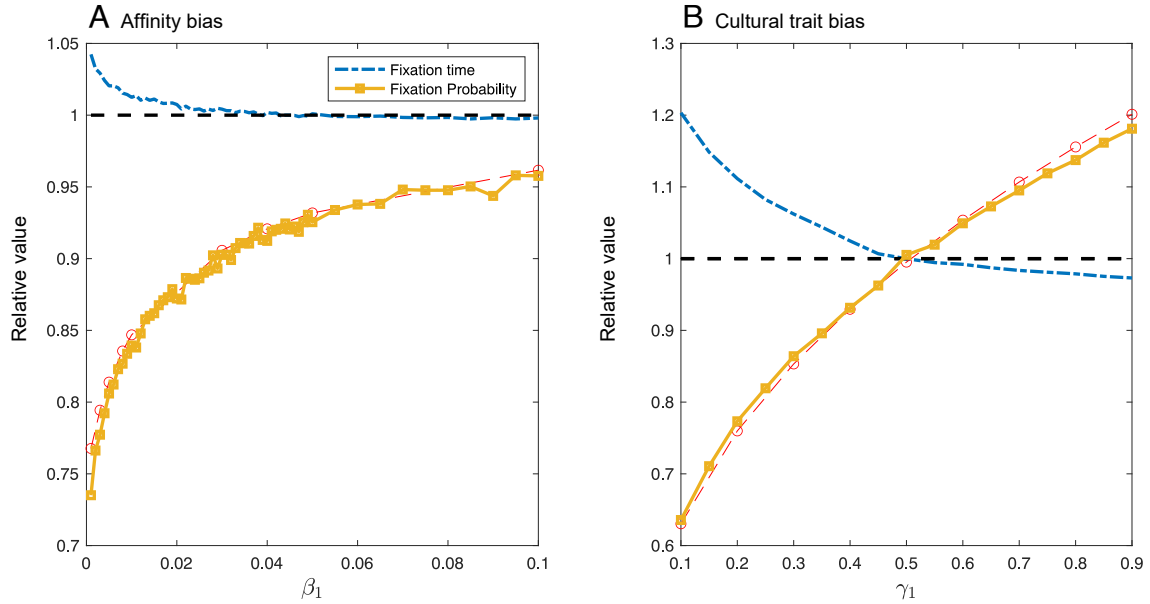 A Affinity bias
1.05
1
0.95
0.9
0.85
0.8
0.75
0.7
Relative value
Fixation time
Fixation Probability
0 0.02 0.04 0.06 0.08 0.1
β1
B Cultural trait bias
1.3
1.2
1.1
1
0.9
0.8
0.7
0.6
Relative value
0.1 0.2 0.3 0.4 0.5 0.6 0.7 0.8 0.9
γ1